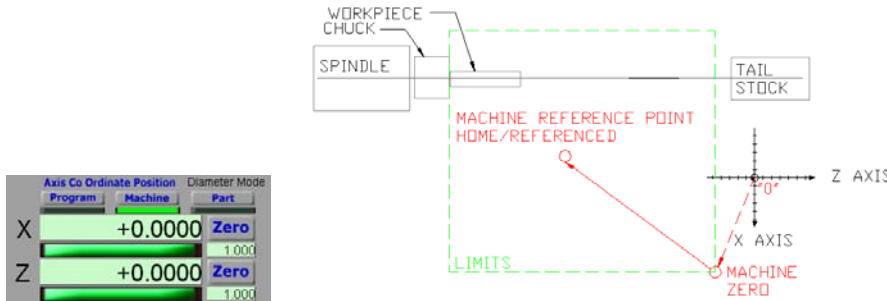 Axis Co Ordinate Position Diameter Mode
Program Machine Part
X +0.0000 Zero
1.000
Z +0.0000 Zero
1.000
WORKPIECE
CHUCK
SPINDLE
TAIL
STOCK
MACHINE REFERENCE POINT
HOME/REFERENCED
Z AXIS
"0"
X AXIS
LIMITS
MACHINE
ZERO